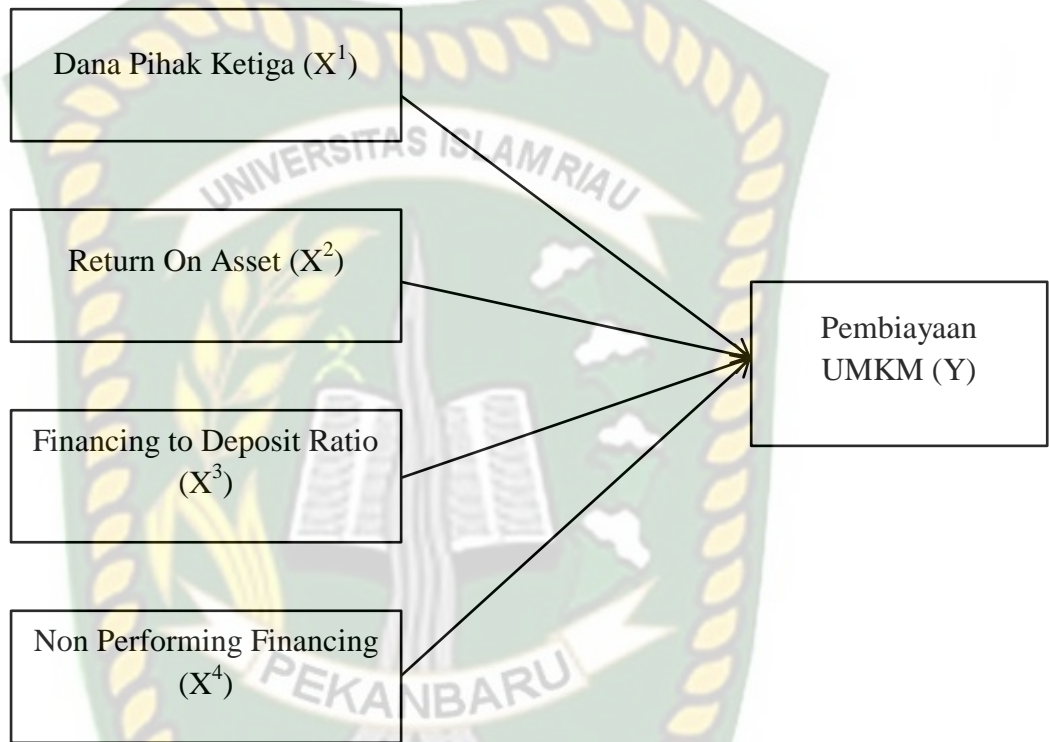 Dana Pihak Ketiga (X¹)
UNIVERSITAS ISLAM RIAU
Return On Asset (X²)
Pembiayaan
UMKM (Y)
Financing to Deposit Ratio
(X³)
Non Performing Financing
(X⁴)
PEKANBARU